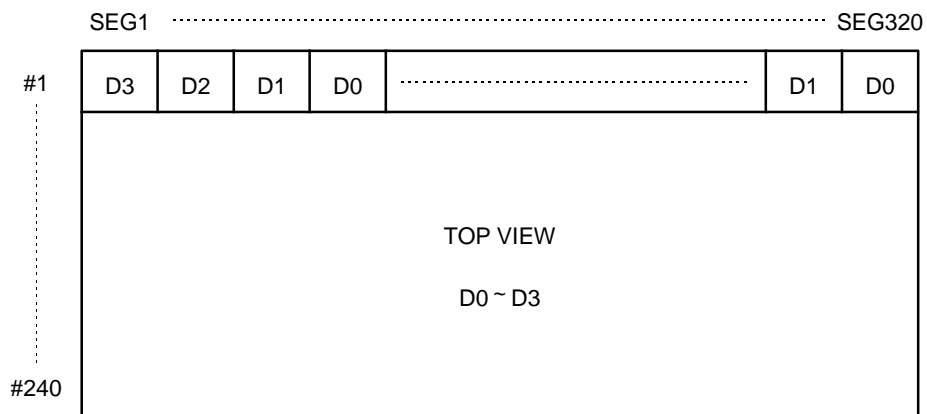 SEG1 SEG320
#1 D3 D2 D1 D0 D1 D0
TOP VIEW
D0 ~ D3
#240